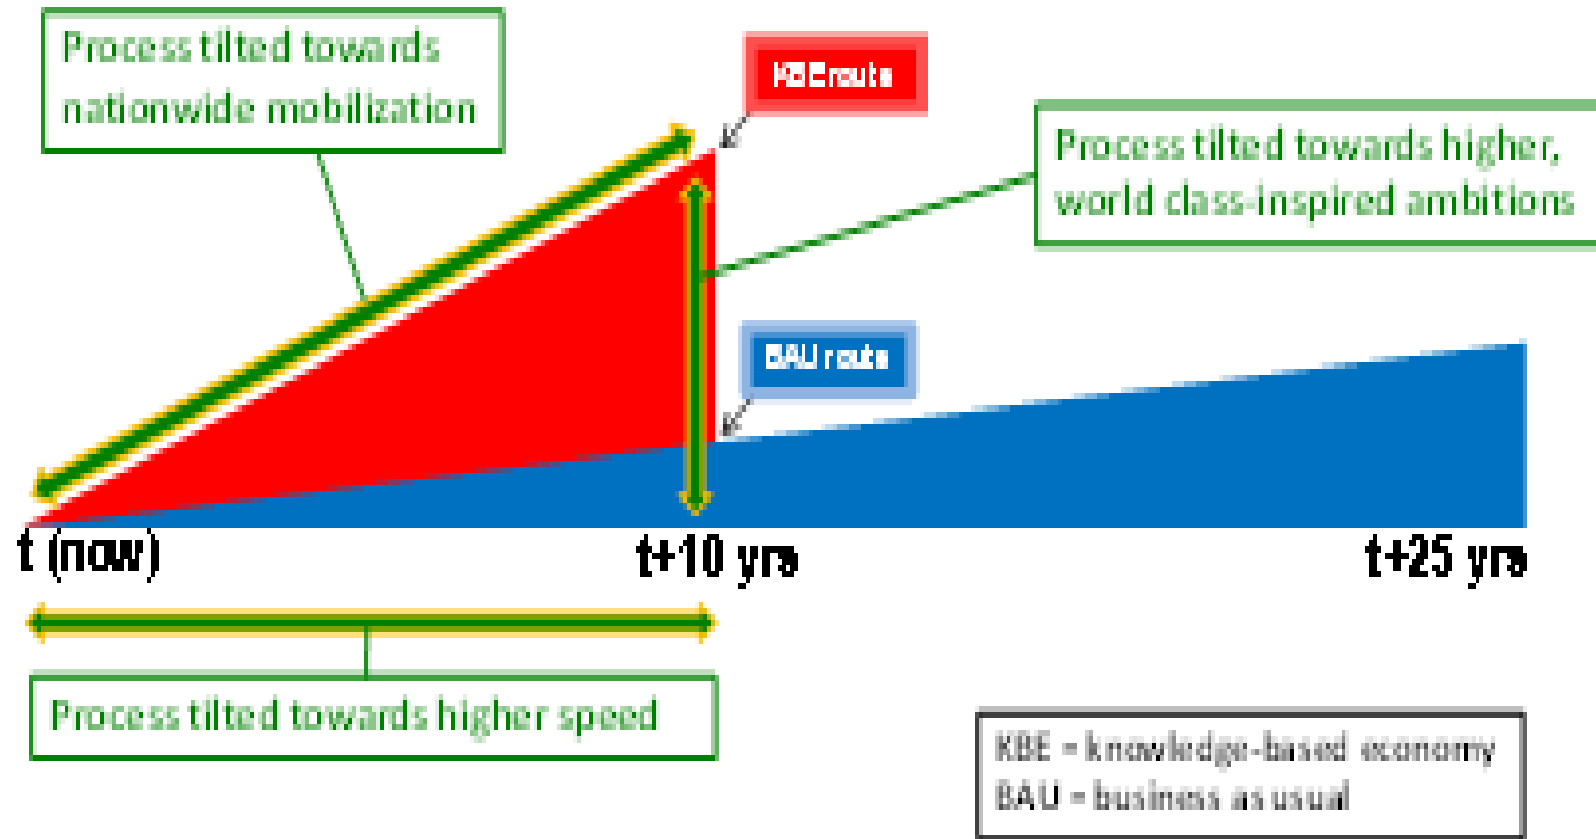 Process tilted towards
nationwide mobilization
KBE route
Process tilted towards higher,
world class-inspired ambitions
BAU route
t (now)
t+10 yrs
t+25 yrs
Process tilted towards higher speed
KBE = knowledge-based economy
BAU = business as usual